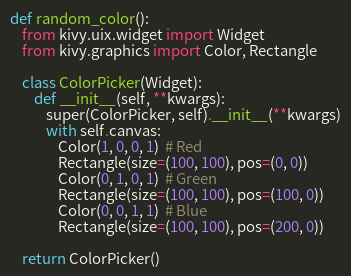 def random_color():
    from kivy.uix.widget import Widget
    from kivy.graphics import Color, Rectangle

    class ColorPicker(Widget):
        def __init__(self, **kwargs):
            super(ColorPicker, self).__init__(**kwargs)
            with self.canvas:
                Color(1, 0, 0, 1)  # Red
                Rectangle(size=(100, 100), pos=(0, 0))
                Color(0, 1, 0, 1)  # Green
                Rectangle(size=(100, 100), pos=(100, 0))
                Color(0, 0, 1, 1)  # Blue
                Rectangle(size=(100, 100), pos=(200, 0))

    return ColorPicker()